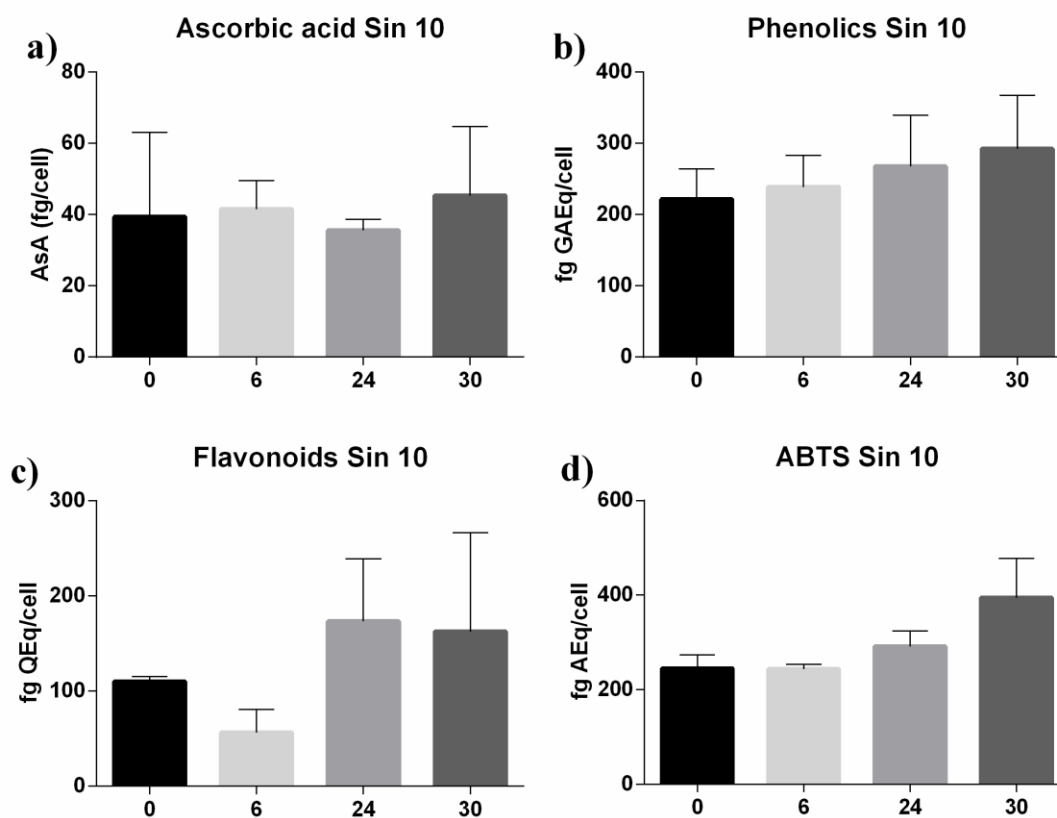 a)
Ascorbic acid Sin 10
AsA (fg/cell)
80
60
40
20
0
0 6 24 30
b)
Phenolics Sin 10
fg GAEq/cell
400
300
200
100
0
0 6 24 30
c)
Flavonoids Sin 10
fg QEq/cell
300
200
100
0
0 6 24 30
d)
ABTS Sin 10
fg AEq/cell
600
400
200
0
0 6 24 30